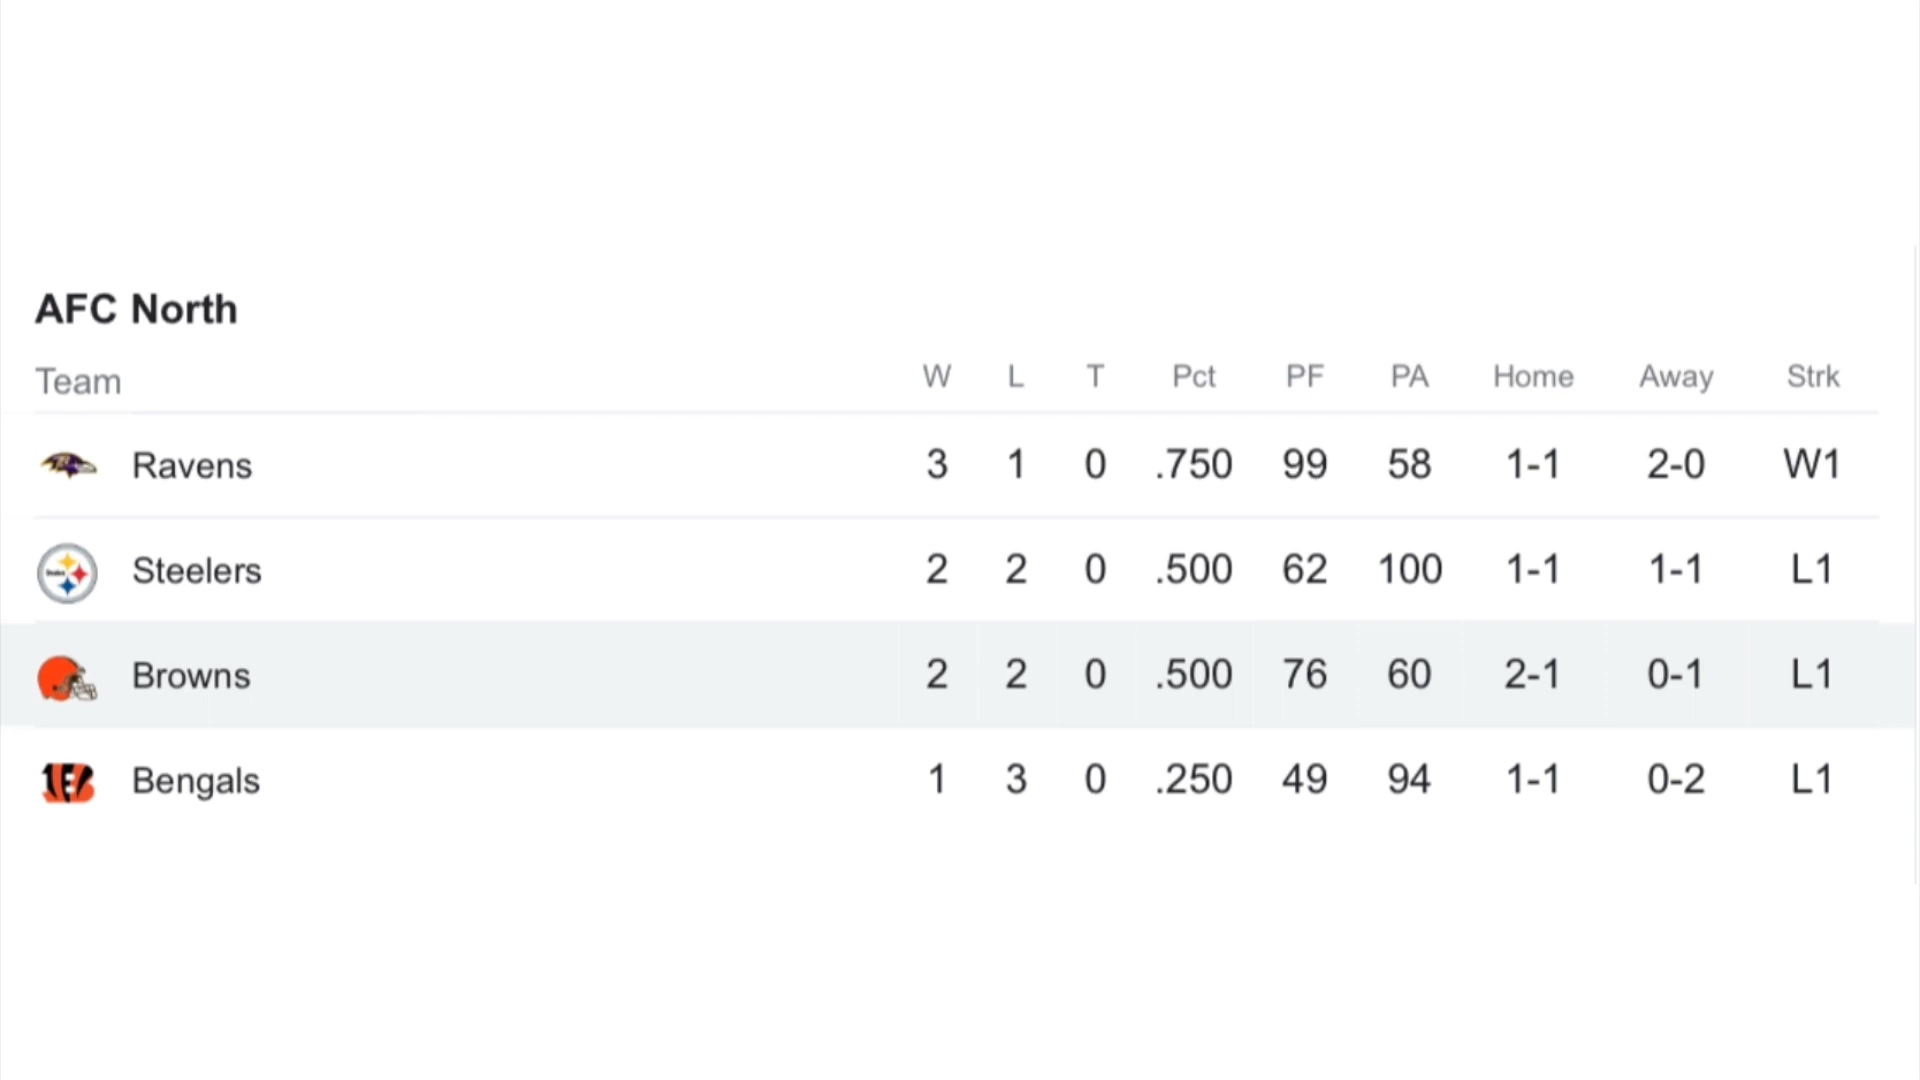 AFC North
Team W L T Pct PF PA Home Away Strk
Ravens 3 1 0 .750 99 58 1-1 2-0 W1
Steelers 2 2 0 .500 62 100 1-1 1-1 L1
Browns 2 2 0 .500 76 60 2-1 0-1 L1
Bengals 1 3 0 .250 49 94 1-1 0-2 L1